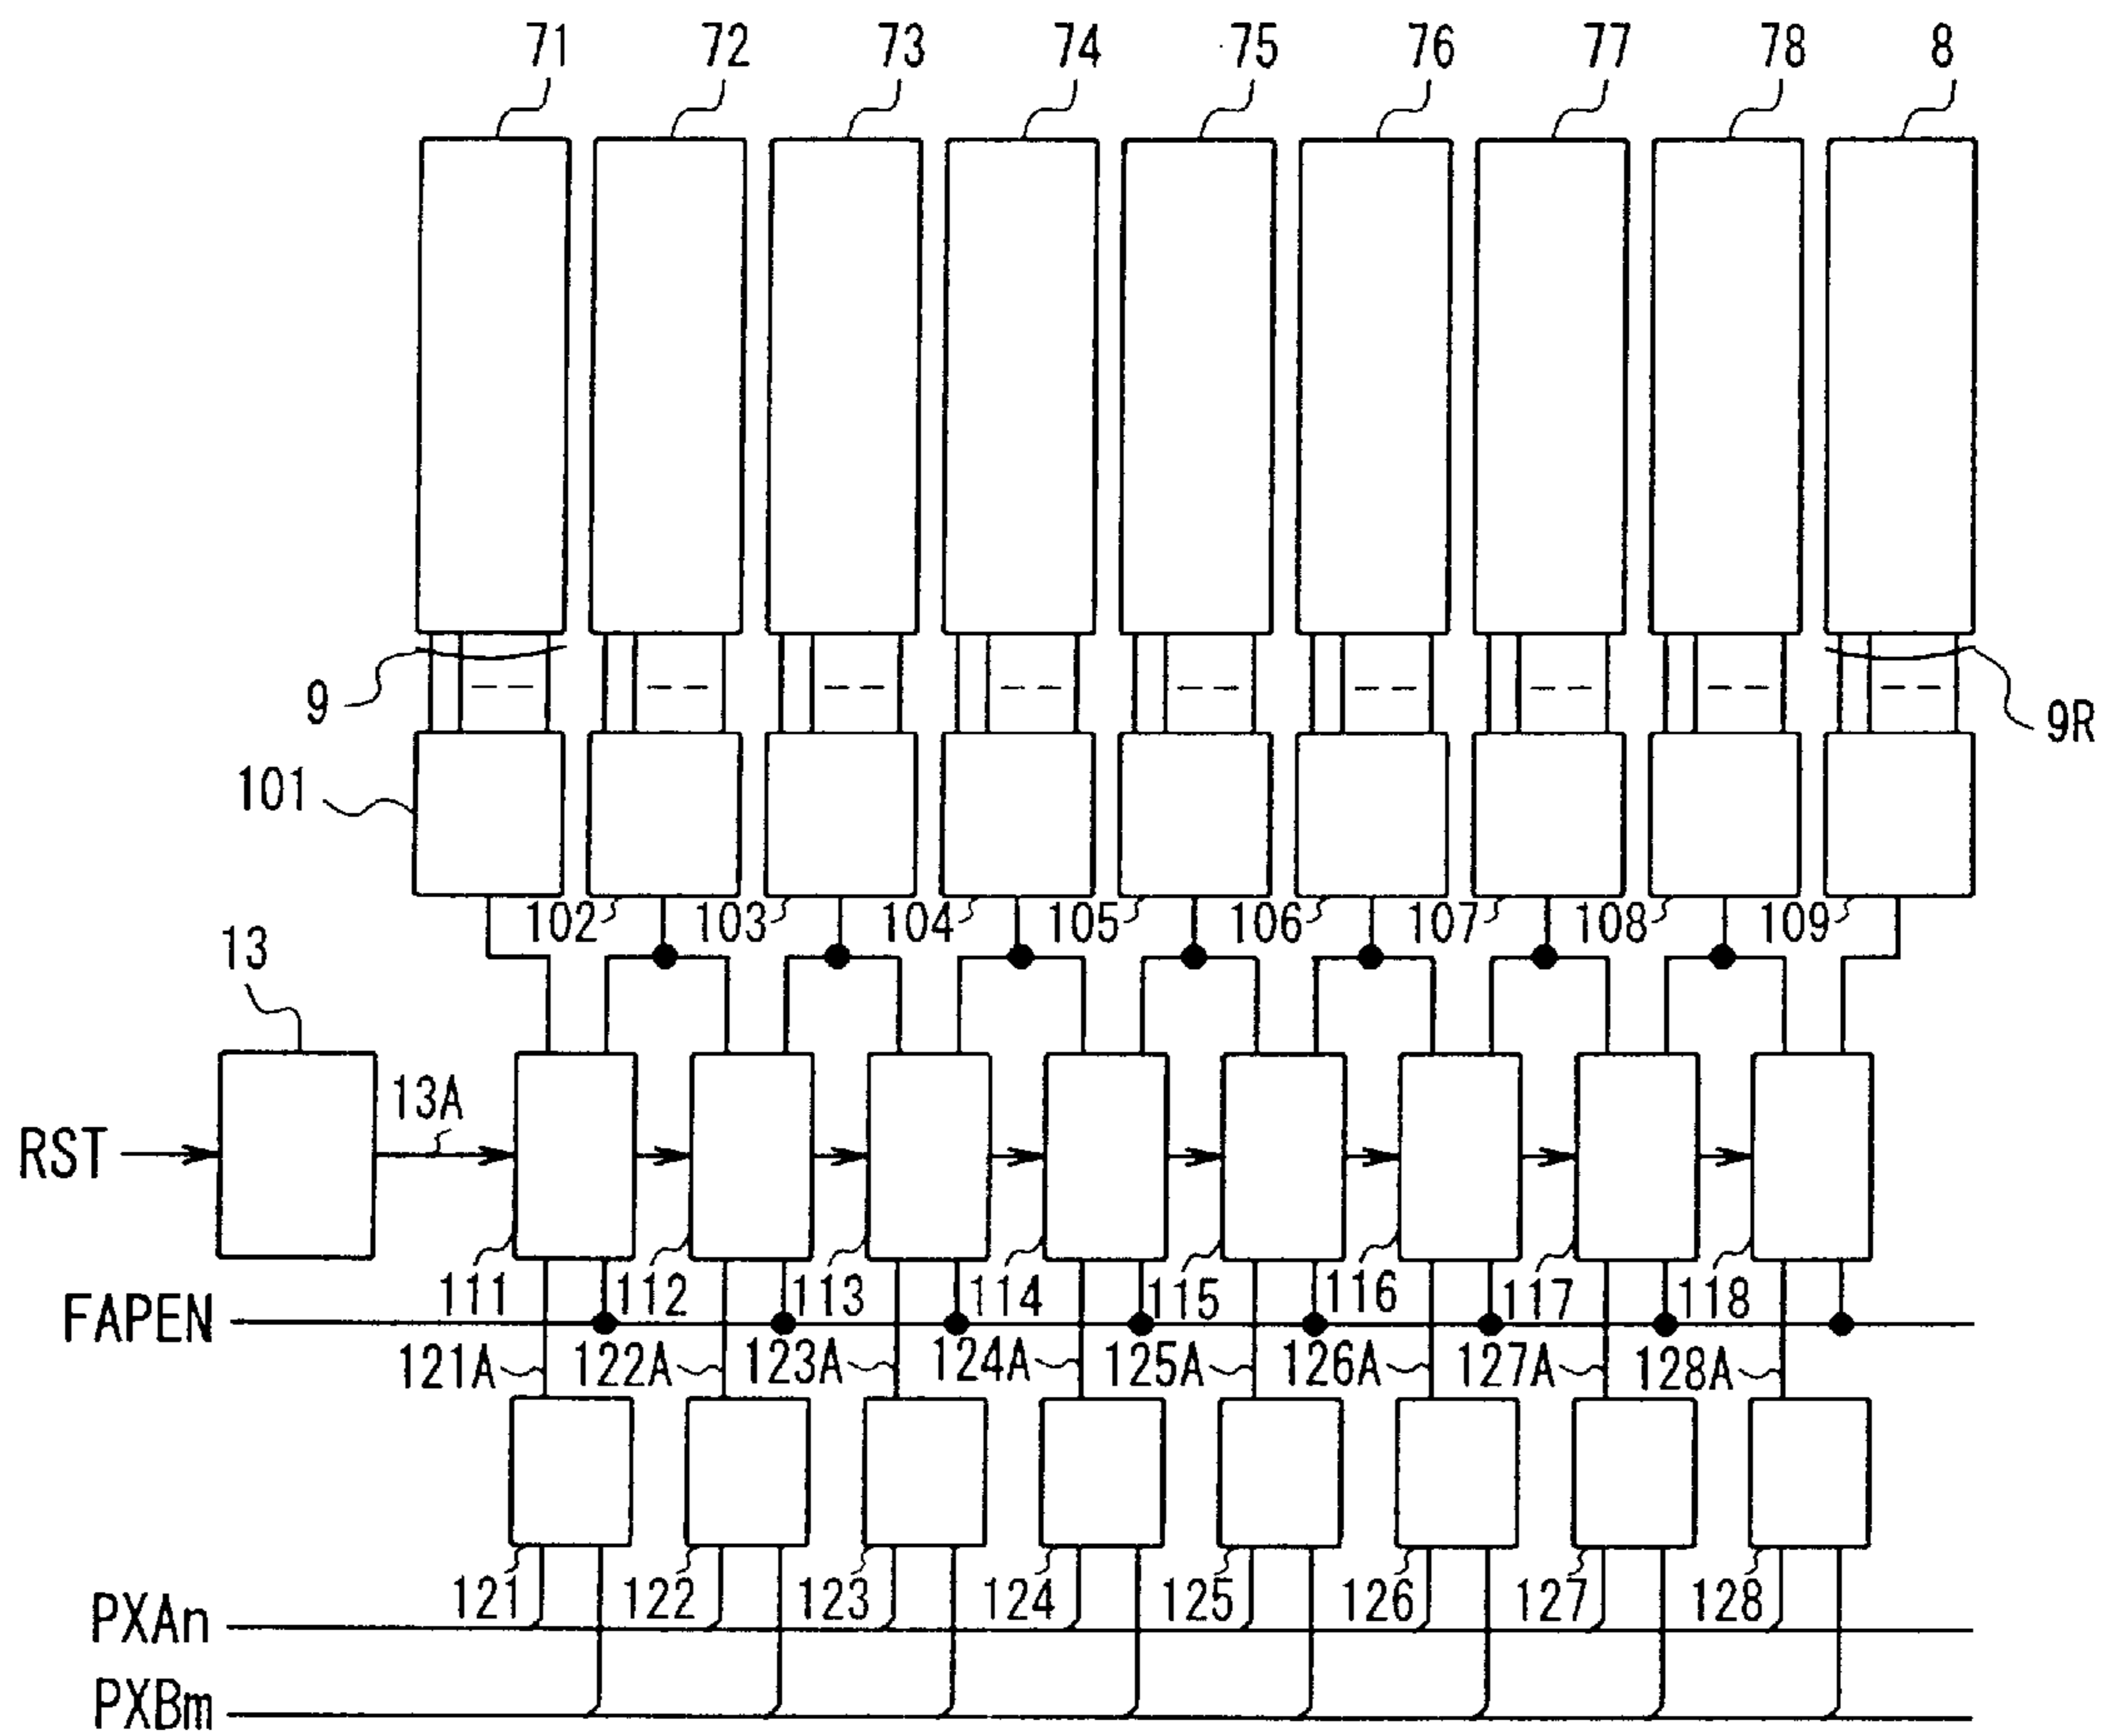 71 72 73 74 75 76 77 78 8
9 9R
101
102 103 104 105 106 107 108 109
13
13A
RST
111 112 113 114 115 116 117 118
FAPEN
121A 122A 123A 124A 125A 126A 127A 128A
121 122 123 124 125 126 127 128
PXAn
PXBm